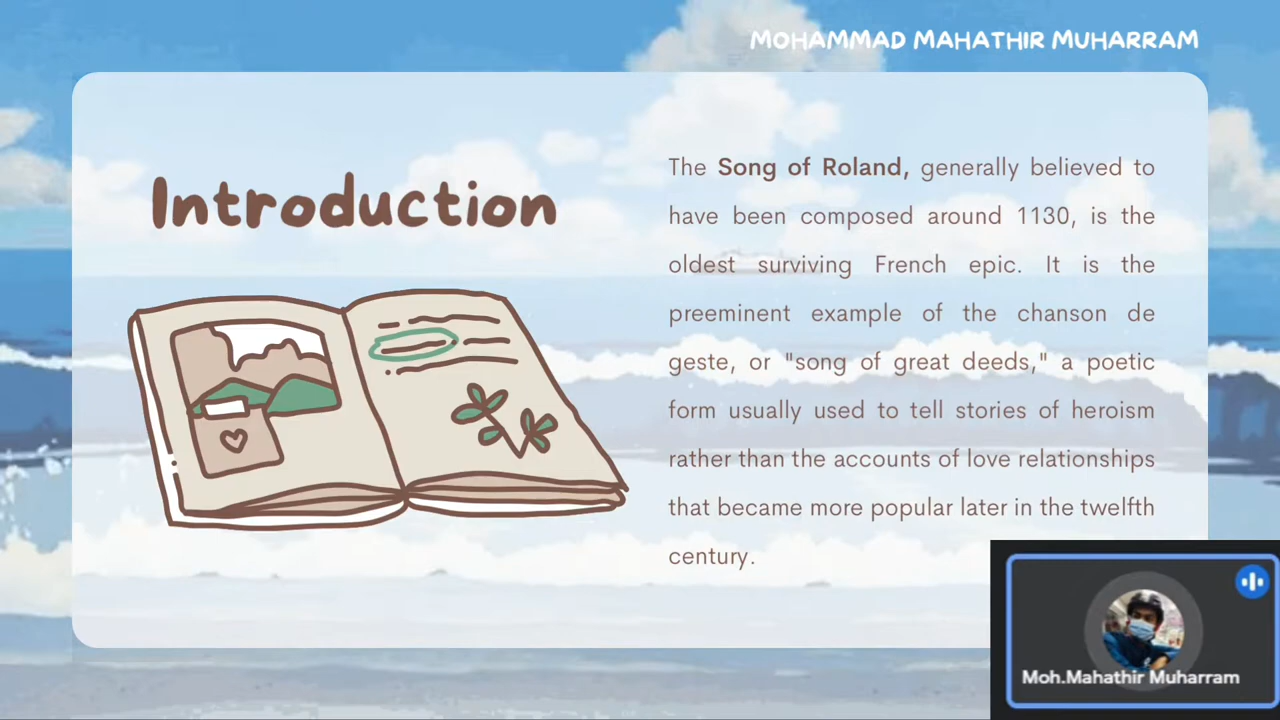 MOHAMMAD MAHATHIR MUHARRAM
Introduction
The Song of Roland, generally believed to
have been composed around 1130, is the
oldest surviving French epic. It is the
preeminent example of the chanson de
geste, or "song of great deeds," a poetic
form usually used to tell stories of heroism
rather than the accounts of love relationships
that became more popular later in the twelfth
century.
Moh.Mahathir Muharram